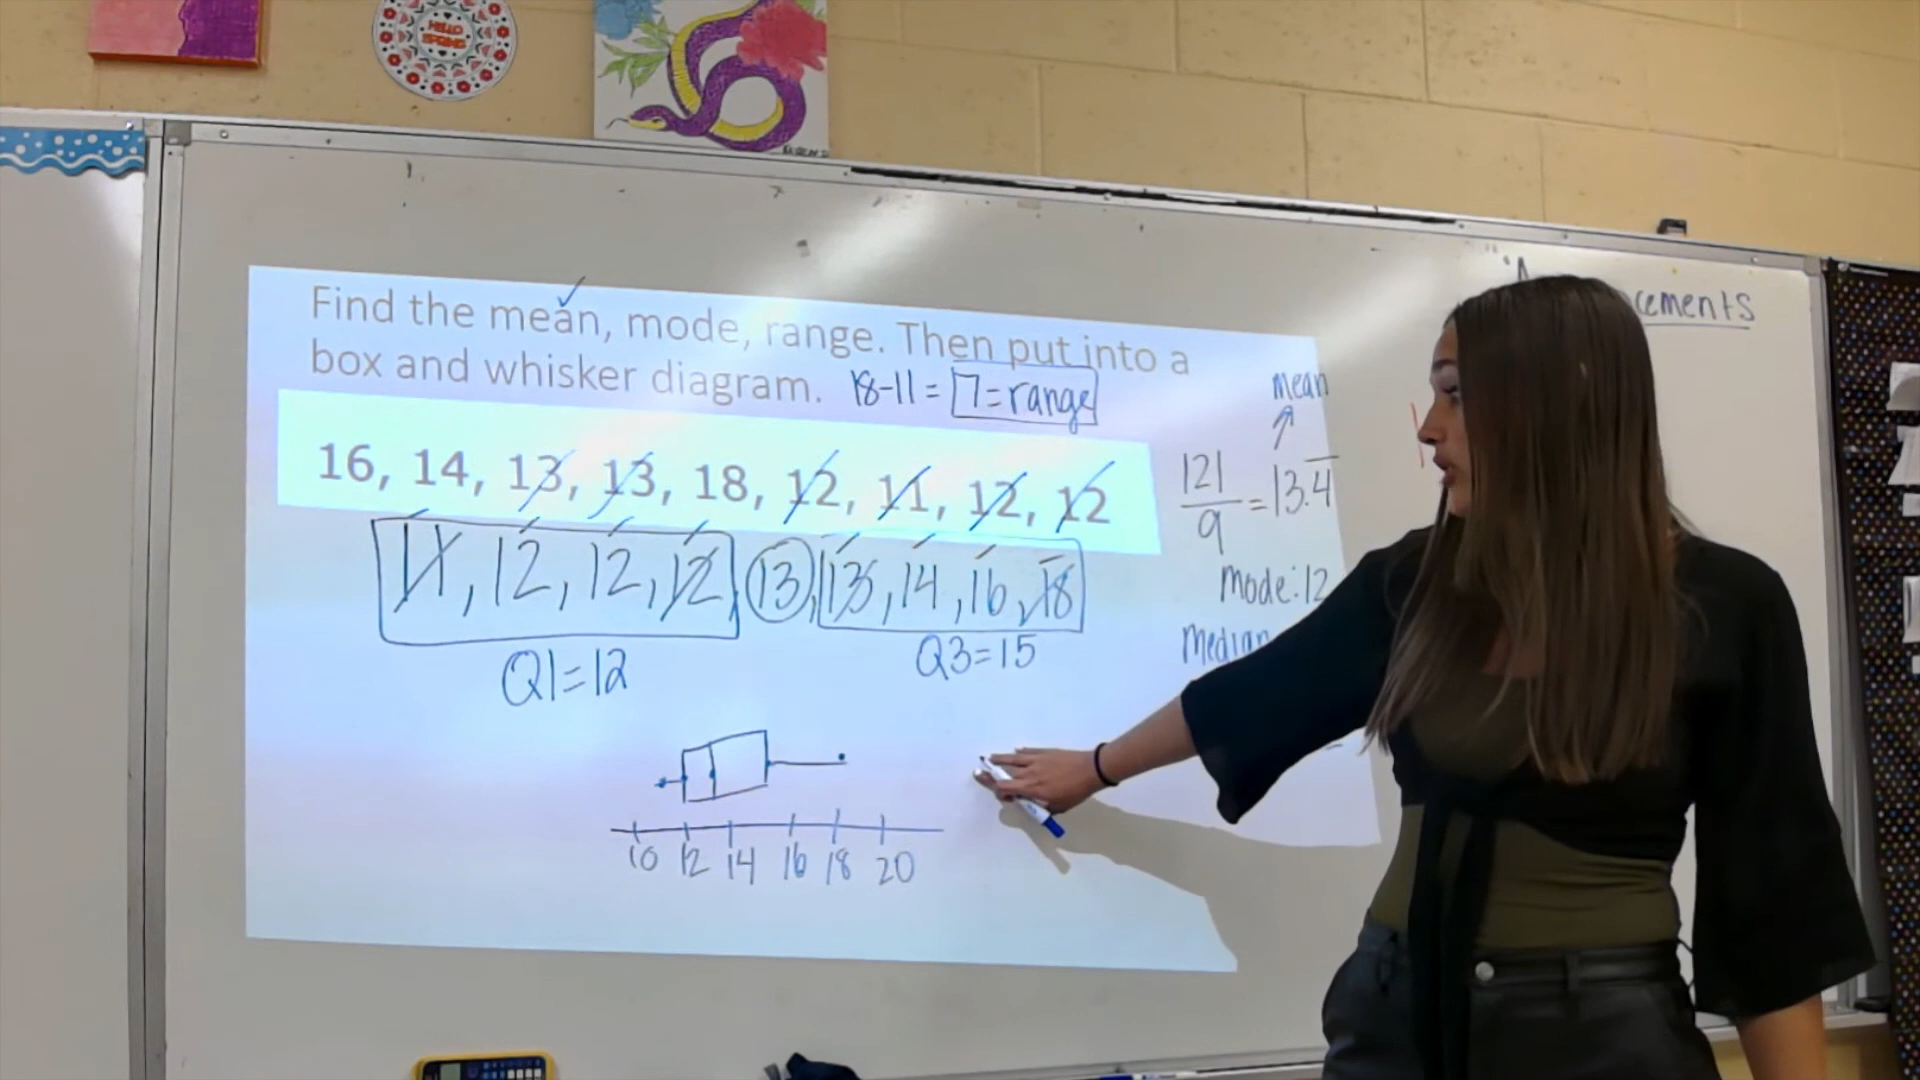 HELLO
SPRING
cements
Find the mean, mode, range. Then put into a
box and whisker diagram.
18-11= 7=range
mean
16, 14, 13, 13, 18, 12, 11, 12, 12
121/9 = 13.4̅
11, 12, 12, 12, 13, 13, 14, 16, 18
mode: 12
Median
Q1=12
Q3=15
10 12 14 16 18 20